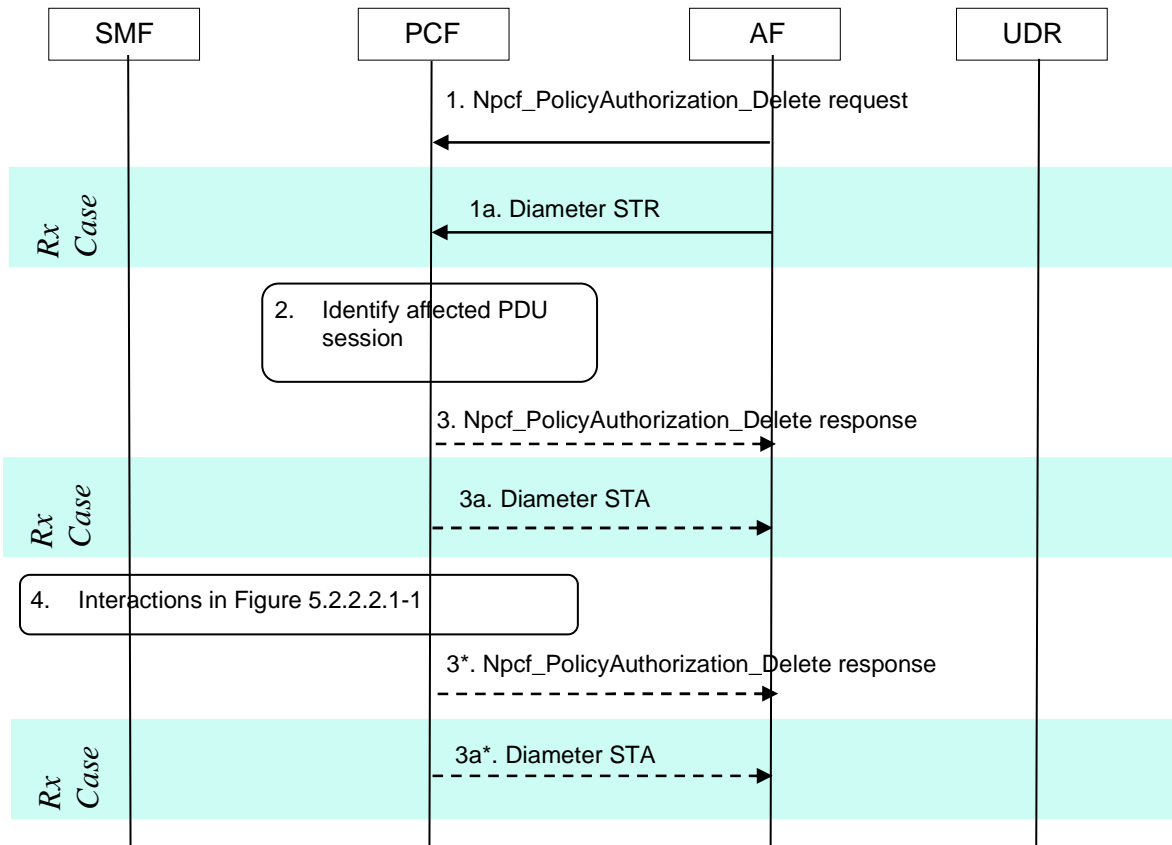 SMF
PCF
AF
UDR
1. Npcf_PolicyAuthorization_Delete request
Rx
Case
1a. Diameter STR
2. Identify affected PDU
session
3. Npcf_PolicyAuthorization_Delete response
Rx
Case
3a. Diameter STA
4. Interactions in Figure 5.2.2.2.1-1
3*. Npcf_PolicyAuthorization_Delete response
Rx
Case
3a*. Diameter STA